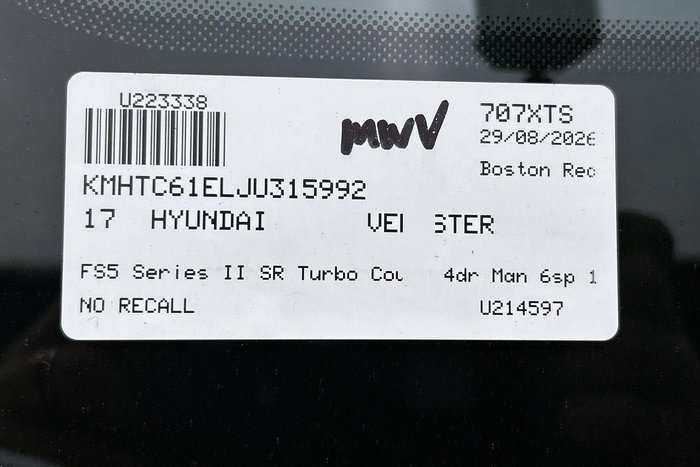 U223338
MWV
707XTS
29/08/2026
KMHTC61ELJU315992
Boston Rec
17 HYUNDAI VEI STER
FS5 Series II SR Turbo Cou 4dr Man 6sp 1
NO RECALL
U214597